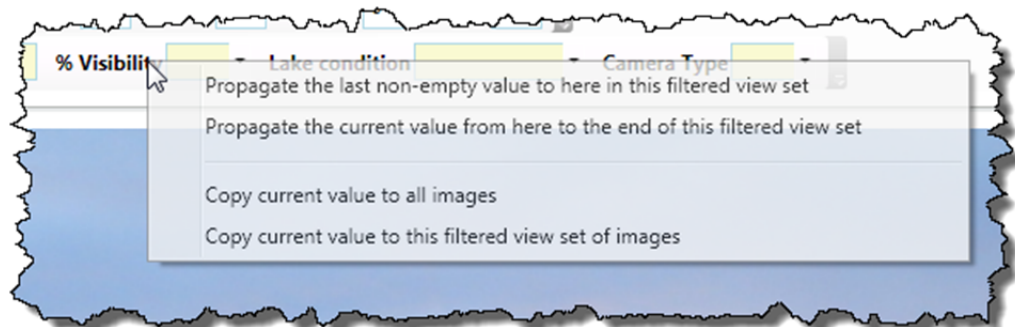 % Visibility Lake condition Camera Type
Propagate the last non-empty value to here in this filtered view set
Propagate the current value from here to the end of this filtered view set
Copy current value to all images
Copy current value to this filtered view set of images